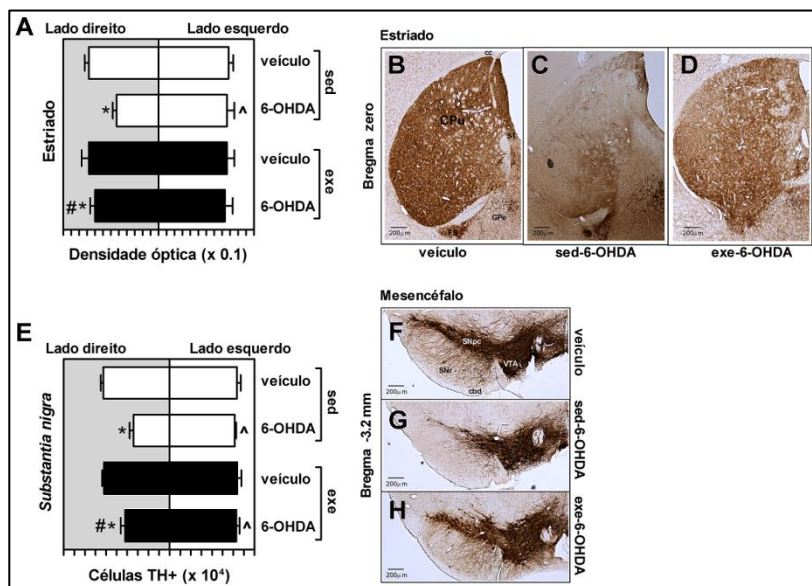 A
Lado direito
Lado esquerdo
Estriado
veículo
6-OHDA
sed
veículo
6-OHDA
exe
* ^
#*
Densidade óptica (x 0.1)
Estriado
Bregma zero
B
cc
CPu
st
GPe
200µm
veículo
C
200µm
sed-6-OHDA
D
200µm
exe-6-OHDA
E
Lado direito
Lado esquerdo
Substantia nigra
veículo
6-OHDA
sed
veículo
6-OHDA
exe
* ^
#* ^
Células TH+ (x 10⁴)
Mesencéfalo
Bregma -3.2 mm
F
SNpc
SNr
VTA
cbd
200µm
veículo
G
200µm
sed-6-OHDA
H
200µm
exe-6-OHDA